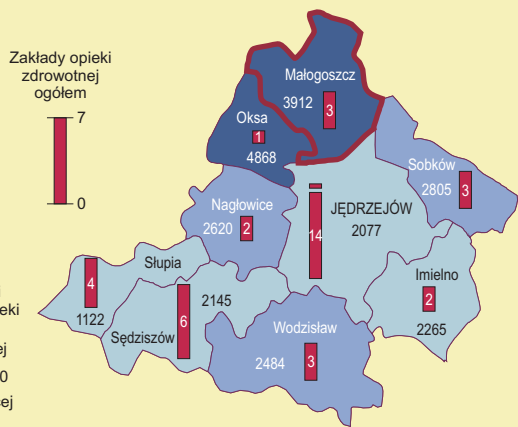 Zakłady opieki
zdrowotnej
ogółem
7
0
Małogoszcz
3912
3
Oksa
1
4868
Sobków
2805
3
Nagłowice
2620
2
JĘDRZEJÓW
2077
14
Słupia
4
1122
Sędziszów
2145
6
Imielno
2
2265
Wodzisław
2484
3
0